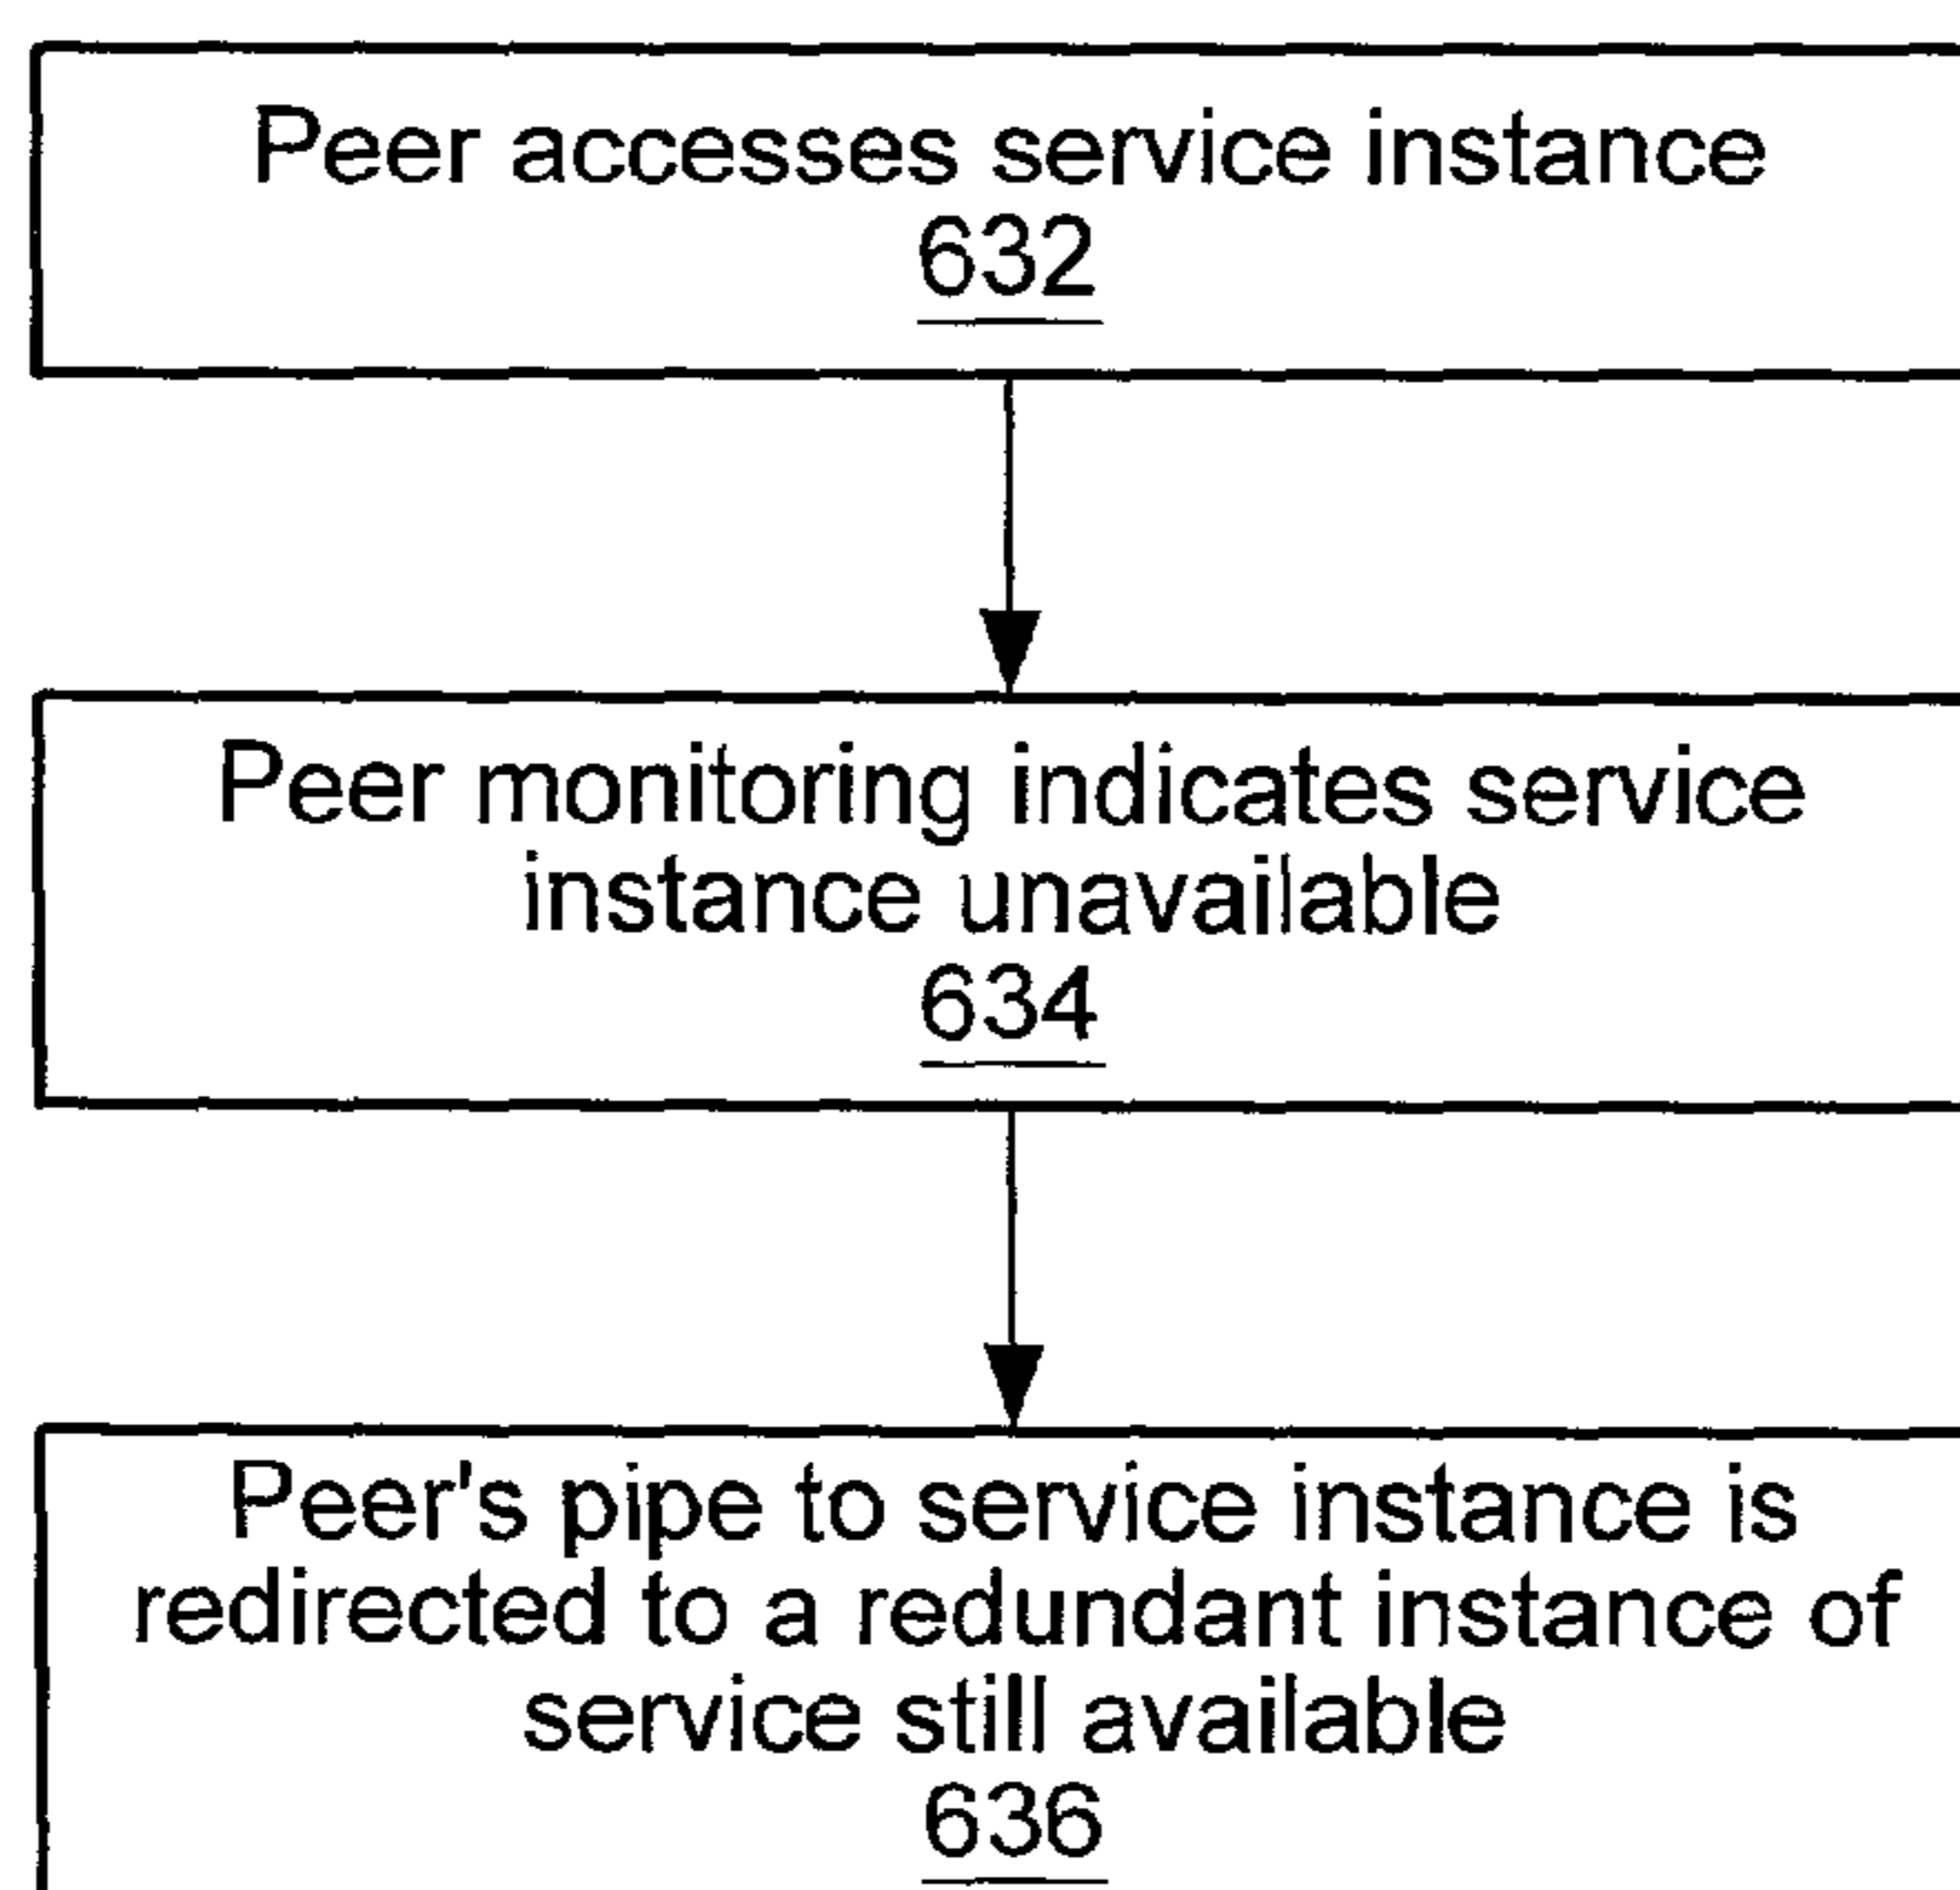 Peer accesses service instance
632
Peer monitoring indicates service
instance unavailable
634
Peer's pipe to service instance is
redirected to a redundant instance of
service still available
636